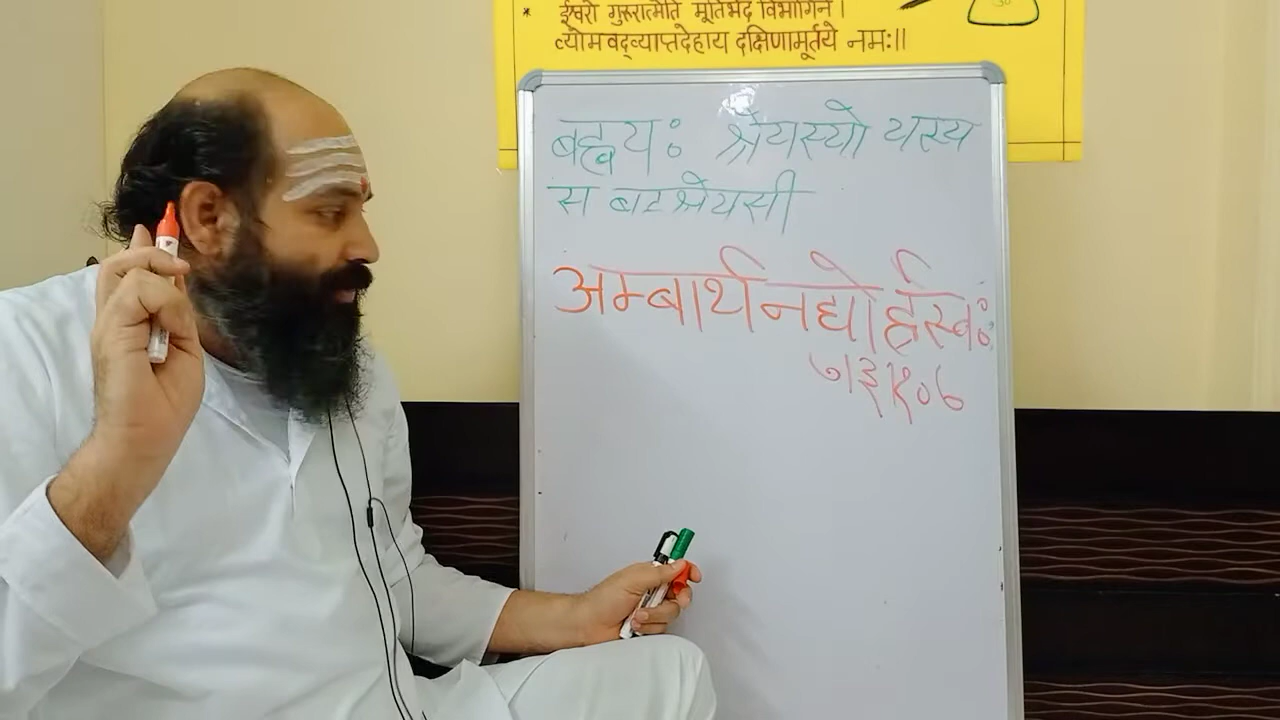 * ईश्वरो गुरूरात्मेति मूर्तिभेद विभागिने।
व्योमवद्व्याप्तदेहाय दक्षिणामूर्तये नमः॥
बह्वयः श्रेयस्यो यस्य
स बहुश्रेयसी
अम्बार्थनद्योर्ह्रस्वः
७।३।१०७